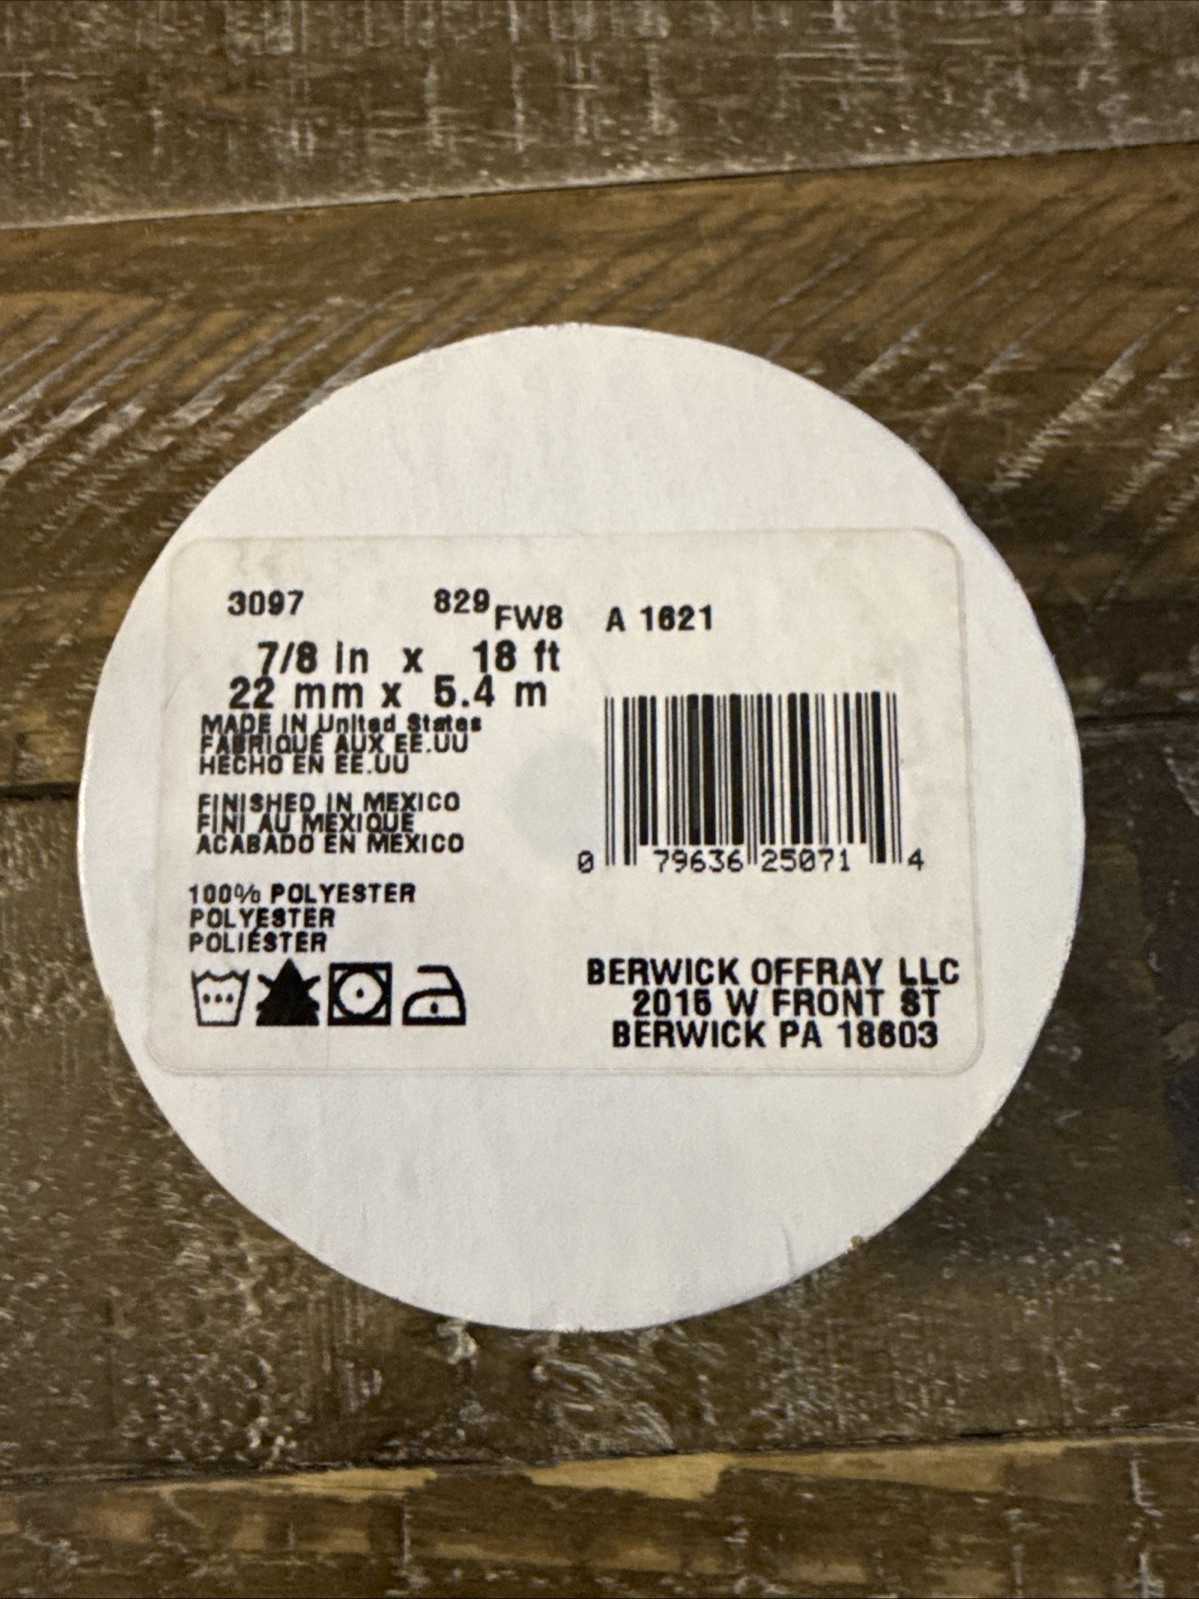 3097 829 FW8 A 1621
7/8 in x 18 ft
22 mm x 5.4 m
MADE IN United States
FABRIQUÉ AUX EE.UU
HECHO EN EE.UU
FINISHED IN MEXICO
FINI AU MEXIQUE
ACABADO EN MEXICO
100% POLYESTER
POLYESTER
POLIÉSTER
0 79636 25071 4
BERWICK OFFRAY LLC
2015 W FRONT ST
BERWICK PA 18603